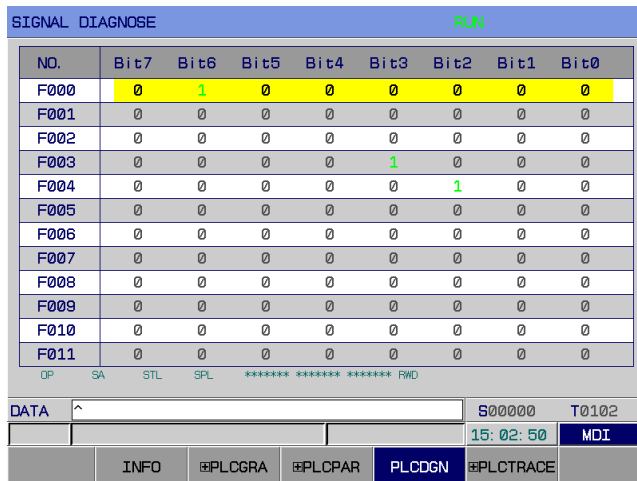 SIGNAL DIAGNOSE RUN
NO. Bit7 Bit6 Bit5 Bit4 Bit3 Bit2 Bit1 Bit0
F000 0 1 0 0 0 0 0 0
F001 0 0 0 0 0 0 0 0
F002 0 0 0 0 0 0 0 0
F003 0 0 0 0 1 0 0 0
F004 0 0 0 0 0 1 0 0
F005 0 0 0 0 0 0 0 0
F006 0 0 0 0 0 0 0 0
F007 0 0 0 0 0 0 0 0
F008 0 0 0 0 0 0 0 0
F009 0 0 0 0 0 0 0 0
F010 0 0 0 0 0 0 0 0
F011 0 0 0 0 0 0 0 0
OP SA STL SPL ******* ******* ******* RWD
DATA ^ S00000 T0102
15:02:50 MDI
INFO ⊞PLCGRA ⊞PLCPAR PLCDGN ⊞PLCTRACE